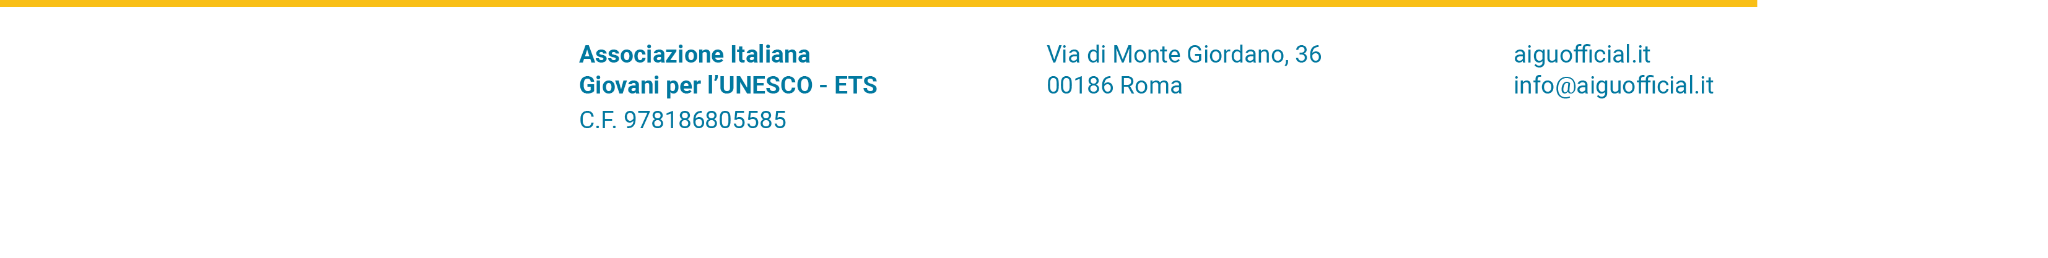 Associazione Italiana
Giovani per l’UNESCO - ETS
C.F. 978186805585
Via di Monte Giordano, 36
00186 Roma
aiguofficial.it
info@aiguofficial.it